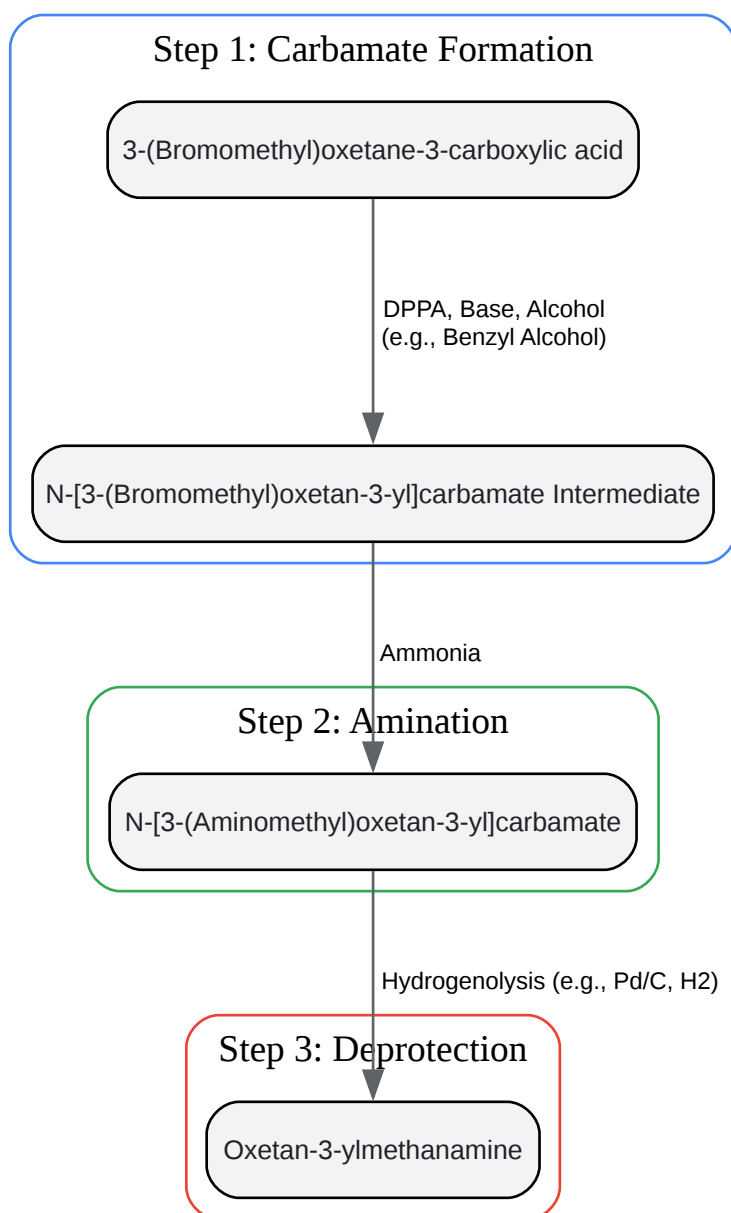 Step 1: Carbamate Formation
3-(Bromomethyl)oxetane-3-carboxylic acid
DPPA, Base, Alcohol
(e.g., Benzyl Alcohol)
N-[3-(Bromomethyl)oxetan-3-yl]carbamate Intermediate
Ammonia
Step 2: Amination
N-[3-(Aminomethyl)oxetan-3-yl]carbamate
Hydrogenolysis (e.g., Pd/C, H2)
Step 3: Deprotection
Oxetan-3-ylmethanamine